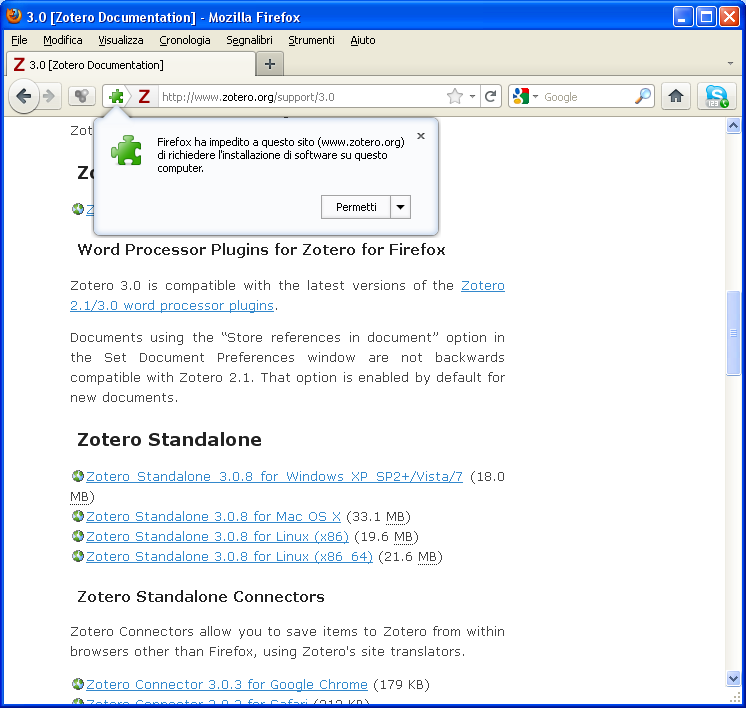 3.0 [Zotero Documentation] - Mozilla Firefox
File Modifica Visualizza Cronologia Segnalibri Strumenti Aiuto
Z 3.0 [Zotero Documentation]
Z http://www.zotero.org/support/3.0 Google
Zot
Firefox ha impedito a questo sito (www.zotero.org)
di richiedere l'installazione di software su questo
computer.
Zo
Z
Permetti
Word Processor Plugins for Zotero for Firefox
Zotero 3.0 is compatible with the latest versions of the Zotero
2.1/3.0 word processor plugins.
Documents using the “Store references in document” option in
the Set Document Preferences window are not backwards
compatible with Zotero 2.1. That option is enabled by default for
new documents.
Zotero Standalone
Zotero Standalone 3.0.8 for Windows XP SP2+/Vista/7 (18.0
MB)
Zotero Standalone 3.0.8 for Mac OS X (33.1 MB)
Zotero Standalone 3.0.8 for Linux (x86) (19.6 MB)
Zotero Standalone 3.0.8 for Linux (x86_64) (21.6 MB)
Zotero Standalone Connectors
Zotero Connectors allow you to save items to Zotero from within
browsers other than Firefox, using Zotero's site translators.
Zotero Connector 3.0.3 for Google Chrome (179 KB)